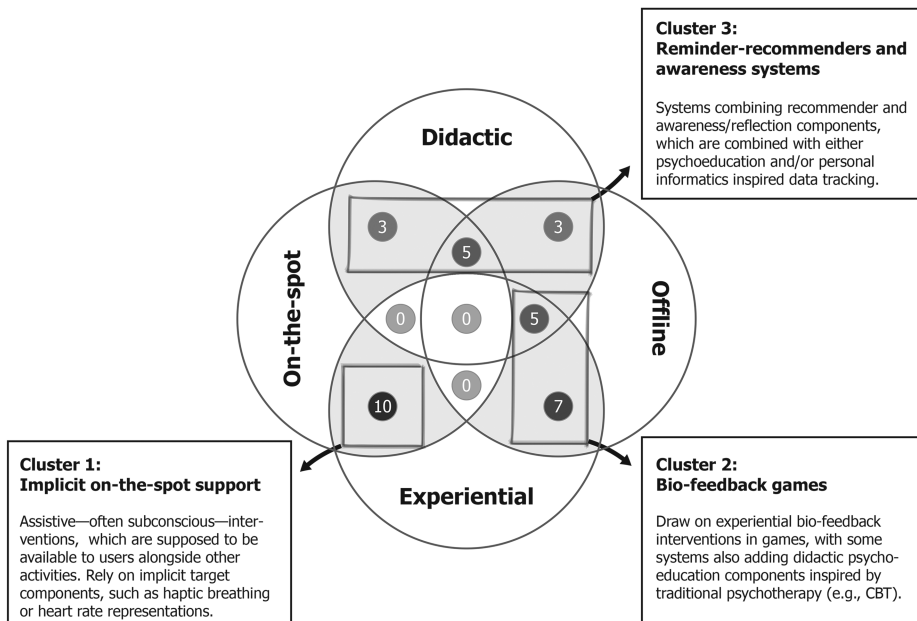 Cluster 3:
Reminder-recommenders and
awareness systems
Systems combining recommender and
awareness/reflection components,
which are combined with either
psychoeducation and/or personal
informatics inspired data tracking.
Didactic
3
3
5
On-the-spot
Offline
0
0
5
0
10
7
Experiential
Cluster 1:
Implicit on-the-spot support
Assistive—often subconscious—inter-
ventions, which are supposed to be
available to users alongside other
activities. Rely on implicit target
components, such as haptic breathing
or heart rate representations.
Cluster 2:
Bio-feedback games
Draw on experiential bio-feedback
interventions in games, with some
systems also adding didactic psycho-
education components inspired by
traditional psychotherapy (e.g., CBT).